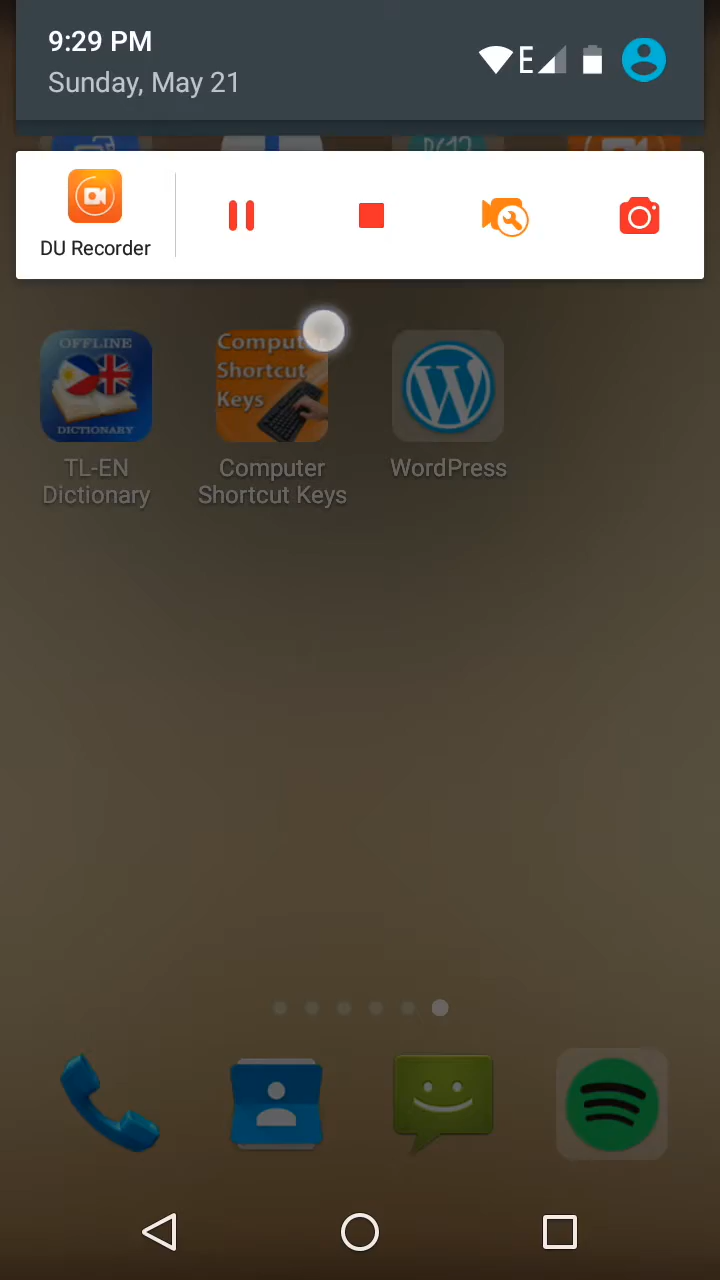 9:29 PM
Sunday, May 21
E
DU Recorder
OFFLINE
DICTIONARY
Shortcut
Keys
W
TL-EN
Dictionary
Computer
Shortcut Keys
WordPress